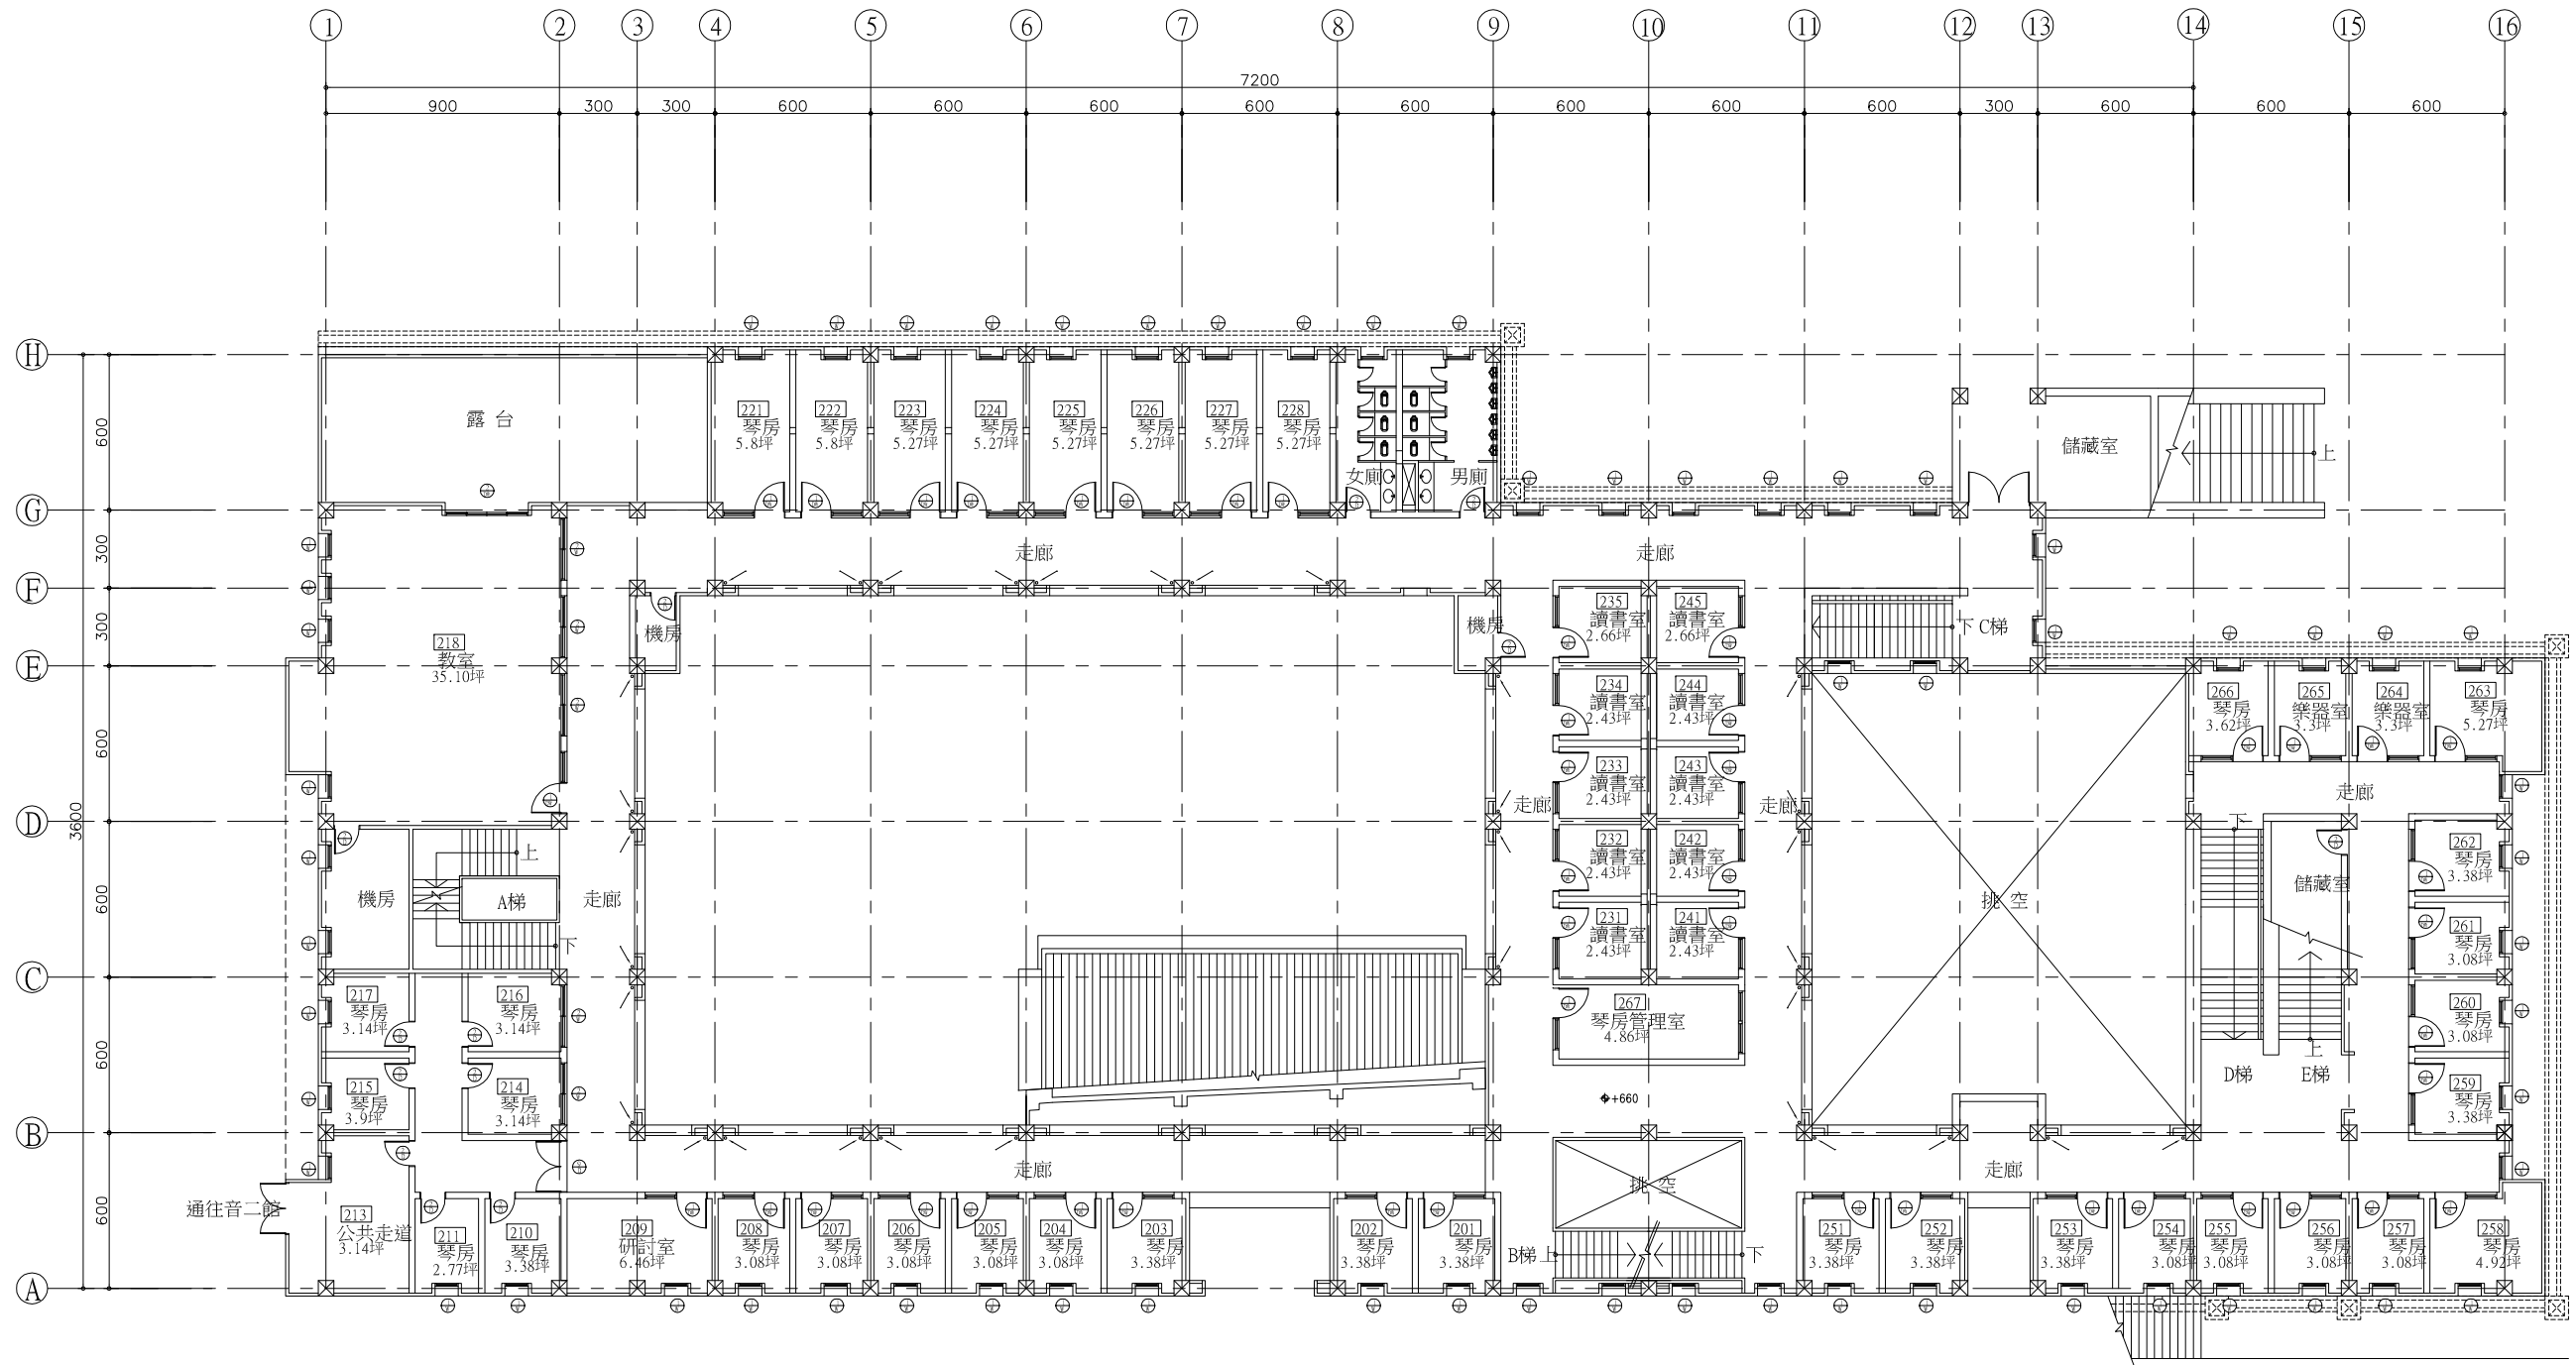 1 2 3 4 5 6 7 8 9 10 11 12 13 14 15 16
7200
900 300 300 600 600 600 600 600 600 600 600 300 600 600 600
H
G
F
E
D
C
B
A
3600
600
300
300
600
600
600
600
露 台
221 琴房 5.8坪
222 琴房 5.8坪
223 琴房 5.27坪
224 琴房 5.27坪
225 琴房 5.27坪
226 琴房 5.27坪
227 琴房 5.27坪
228 琴房 5.27坪
女廁
男廁
儲藏室
上
走廊
走廊
機房
機房
218 教室 35.10坪
235 讀書室 2.66坪
245 讀書室 2.66坪
下 C梯
234 讀書室 2.43坪
244 讀書室 2.43坪
266 琴房 3.62坪
265 樂器室 3.3坪
264 樂器室 3.3坪
263 琴房 5.27坪
233 讀書室 2.43坪
243 讀書室 2.43坪
走廊
走廊
走廊
下
232 讀書室 2.43坪
242 讀書室 2.43坪
262 琴房 3.38坪
上
機房
A梯
走廊
下
挑 空
儲藏室
231 讀書室 2.43坪
241 讀書室 2.43坪
261 琴房 3.08坪
217 琴房 3.14坪
216 琴房 3.14坪
267 琴房管理室 4.86坪
260 琴房 3.08坪
上
D梯
E梯
215 琴房 3.9坪
214 琴房 3.14坪
+660
259 琴房 3.38坪
走廊
挑 空
走廊
通往音二館
213 公共走道 3.14坪
211 琴房 2.77坪
210 琴房 3.38坪
209 研討室 6.46坪
208 琴房 3.08坪
207 琴房 3.08坪
206 琴房 3.08坪
205 琴房 3.08坪
204 琴房 3.08坪
203 琴房 3.38坪
202 琴房 3.38坪
201 琴房 3.38坪
B梯 上
下
251 琴房 3.38坪
252 琴房 3.38坪
253 琴房 3.38坪
254 琴房 3.08坪
255 琴房 3.08坪
256 琴房 3.08坪
257 琴房 3.08坪
258 琴房 4.92坪